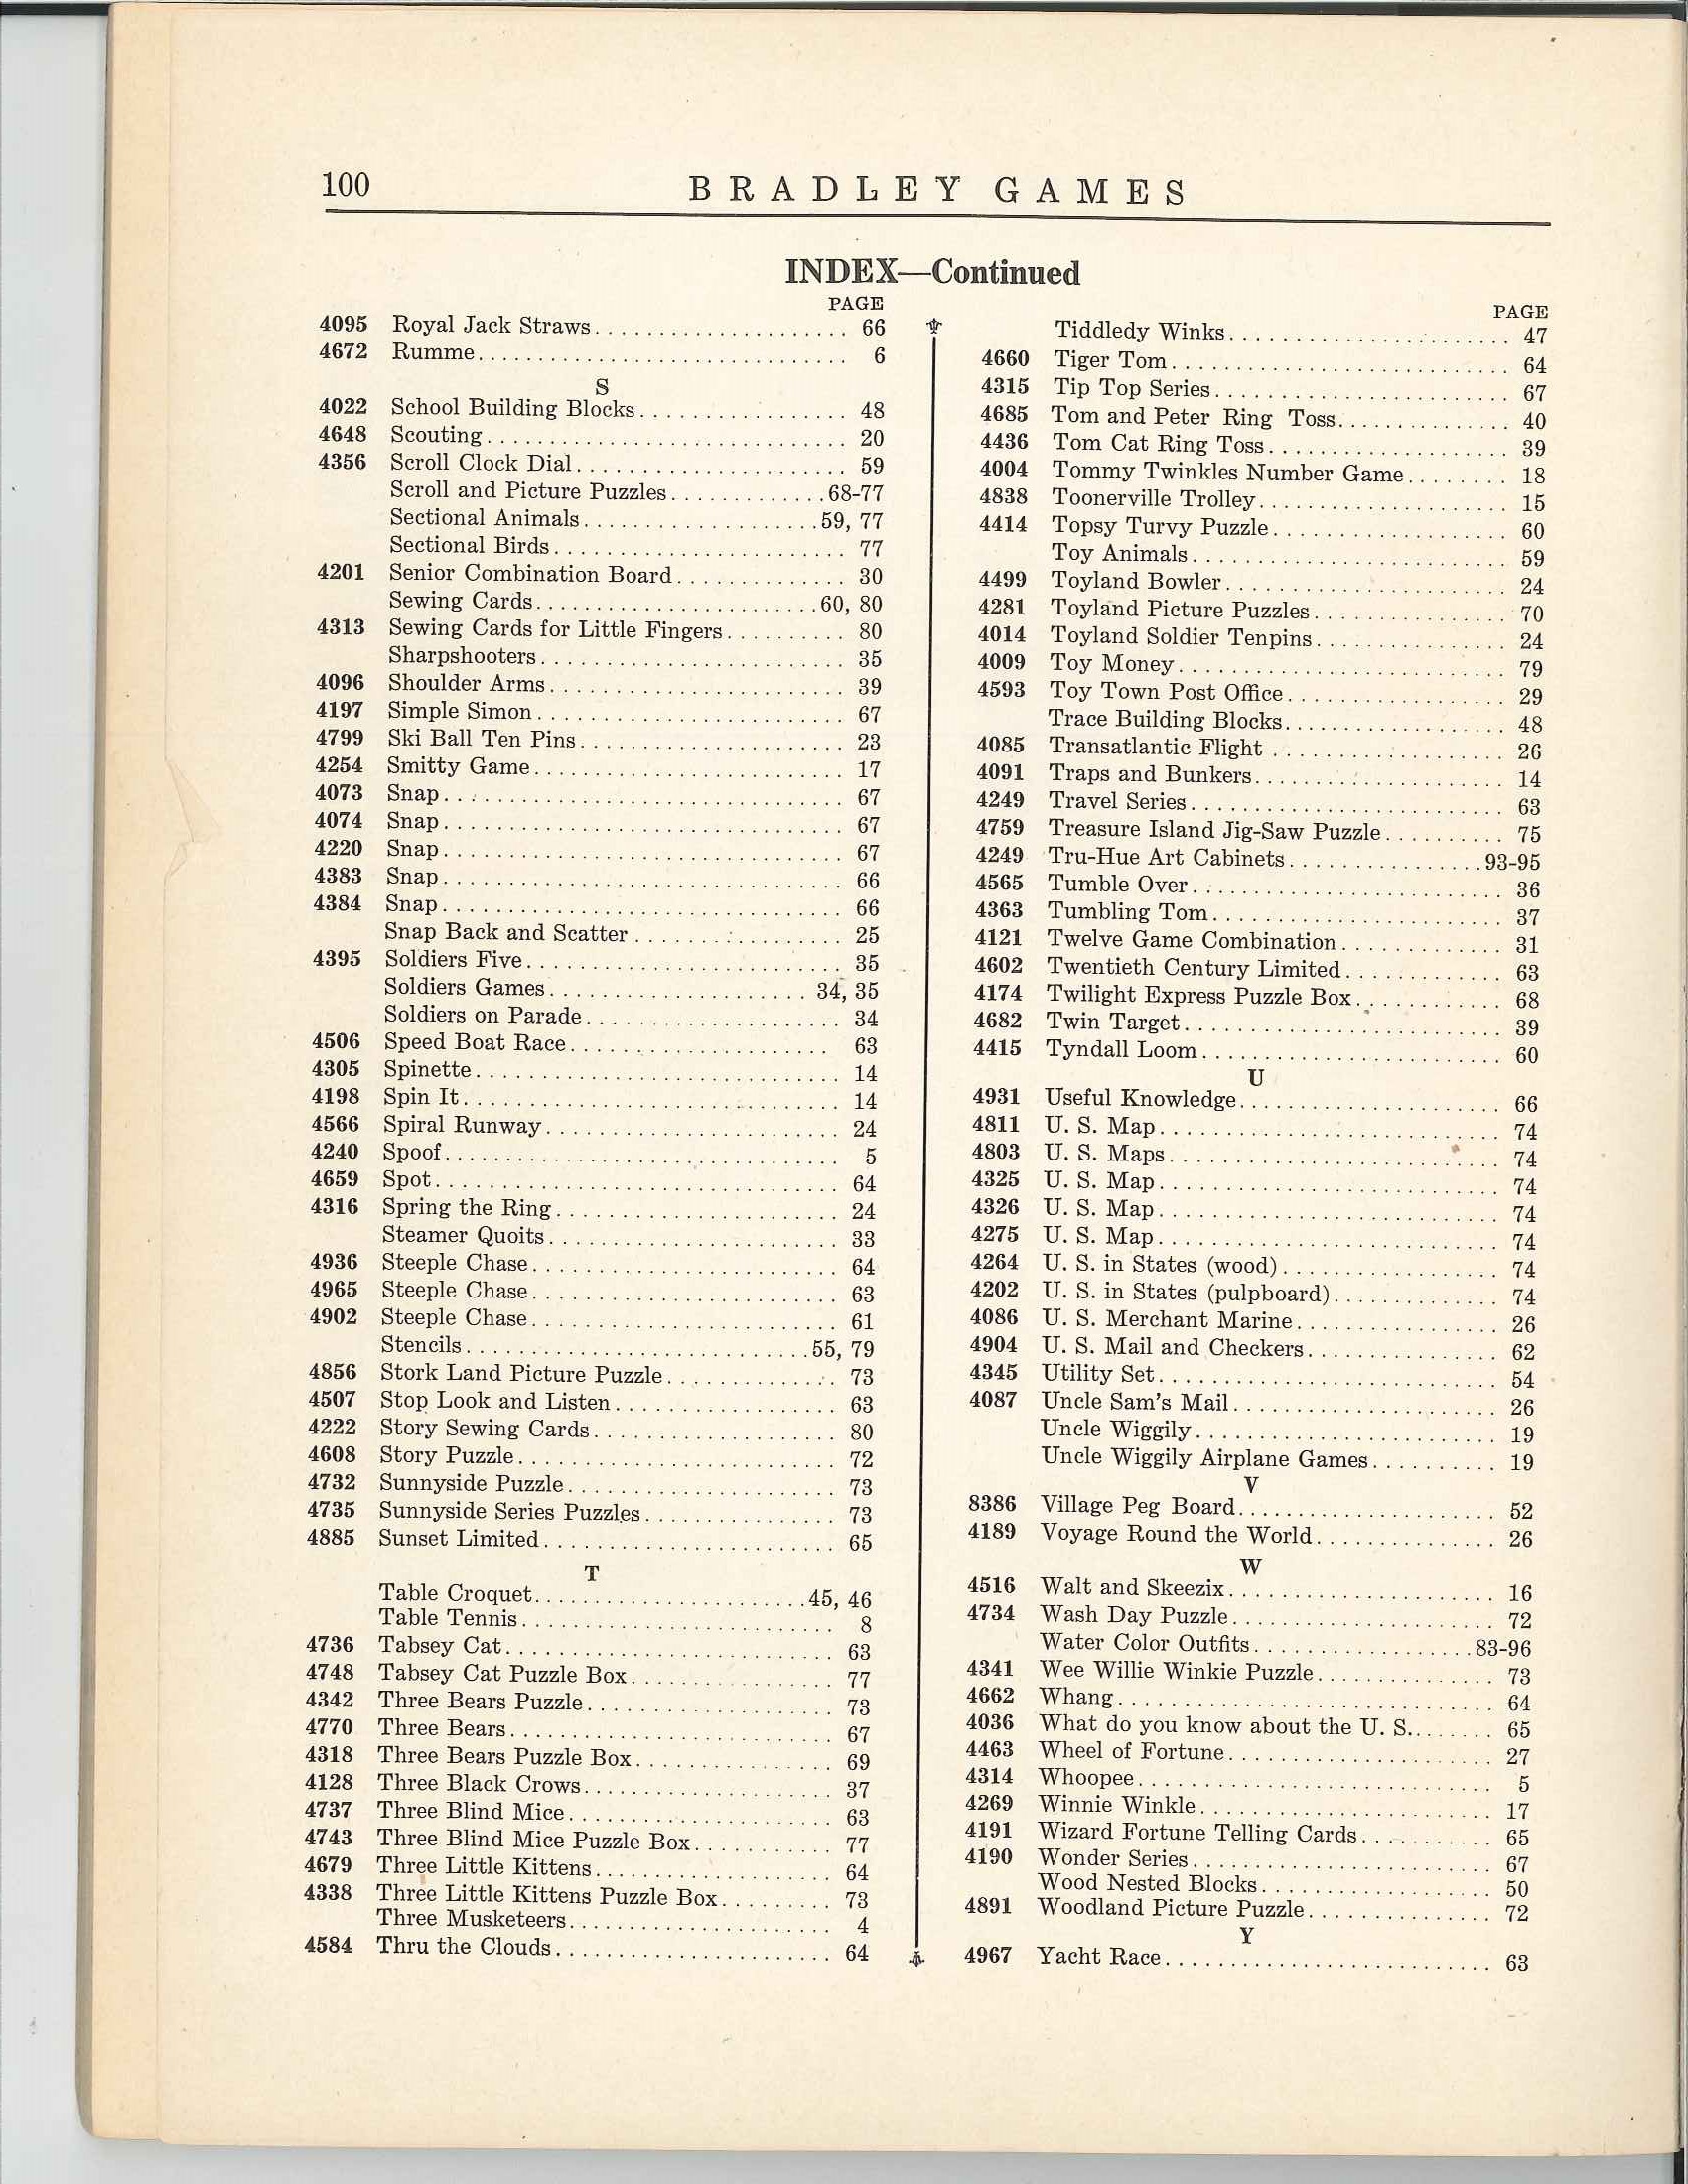 100
BRADLEY GAMES
INDEX—Continued
PAGE
4095 Royal Jack Straws 66
4672 Rumme 6
S
4022 School Building Blocks 48
4648 Scouting 20
4356 Scroll Clock Dial 59
Scroll and Picture Puzzles 68-77
Sectional Animals 59, 77
Sectional Birds 77
4201 Senior Combination Board 30
Sewing Cards 60, 80
4313 Sewing Cards for Little Fingers 80
Sharpshooters 35
4096 Shoulder Arms 39
4197 Simple Simon 67
4799 Ski Ball Ten Pins 23
4254 Smitty Game 17
4073 Snap 67
4074 Snap 67
4220 Snap 67
4383 Snap 66
4384 Snap 66
Snap Back and Scatter 25
4395 Soldiers Five 35
Soldiers Games 34, 35
Soldiers on Parade 34
4506 Speed Boat Race 63
4305 Spinette 14
4198 Spin It 14
4566 Spiral Runway 24
4240 Spoof 5
4659 Spot 64
4316 Spring the Ring 24
Steamer Quoits 33
4936 Steeple Chase 64
4965 Steeple Chase 63
4902 Steeple Chase 61
Stencils 55, 79
4856 Stork Land Picture Puzzle 73
4507 Stop Look and Listen 63
4222 Story Sewing Cards 80
4608 Story Puzzle 72
4732 Sunnyside Puzzle 73
4735 Sunnyside Series Puzzles 73
4885 Sunset Limited 65
T
Table Croquet 45, 46
Table Tennis 8
4736 Tabsey Cat 63
4748 Tabsey Cat Puzzle Box 77
4342 Three Bears Puzzle 73
4770 Three Bears 67
4318 Three Bears Puzzle Box 69
4128 Three Black Crows 37
4737 Three Blind Mice 63
4743 Three Blind Mice Puzzle Box 77
4679 Three Little Kittens 64
4338 Three Little Kittens Puzzle Box 73
Three Musketeers 4
4584 Thru the Clouds 64
PAGE
Tiddledy Winks 47
4660 Tiger Tom 64
4315 Tip Top Series 67
4685 Tom and Peter Ring Toss 40
4436 Tom Cat Ring Toss 39
4004 Tommy Twinkles Number Game 18
4838 Toonerville Trolley 15
4414 Topsy Turvy Puzzle 60
Toy Animals 59
4499 Toyland Bowler 24
4281 Toyland Picture Puzzles 70
4014 Toyland Soldier Tenpins 24
4009 Toy Money 79
4593 Toy Town Post Office 29
Trace Building Blocks 48
4085 Transatlantic Flight 26
4091 Traps and Bunkers 14
4249 Travel Series 63
4759 Treasure Island Jig-Saw Puzzle 75
4249 Tru-Hue Art Cabinets 93-95
4565 Tumble Over 36
4363 Tumbling Tom 37
4121 Twelve Game Combination 31
4602 Twentieth Century Limited 63
4174 Twilight Express Puzzle Box 68
4682 Twin Target 39
4415 Tyndall Loom 60
U
4931 Useful Knowledge 66
4811 U. S. Map 74
4803 U. S. Maps 74
4325 U. S. Map 74
4326 U. S. Map 74
4275 U. S. Map 74
4264 U. S. in States (wood) 74
4202 U. S. in States (pulpboard) 74
4086 U. S. Merchant Marine 26
4904 U. S. Mail and Checkers 62
4345 Utility Set 54
4087 Uncle Sam's Mail 26
Uncle Wiggily 19
Uncle Wiggily Airplane Games 19
V
8386 Village Peg Board 52
4189 Voyage Round the World 26
W
4516 Walt and Skeezix 16
4734 Wash Day Puzzle 72
Water Color Outfits 83-96
4341 Wee Willie Winkie Puzzle 73
4662 Whang 64
4036 What do you know about the U. S. 65
4463 Wheel of Fortune 27
4314 Whoopee 5
4269 Winnie Winkle 17
4191 Wizard Fortune Telling Cards 65
4190 Wonder Series 67
Wood Nested Blocks 50
4891 Woodland Picture Puzzle 72
Y
4967 Yacht Race 63